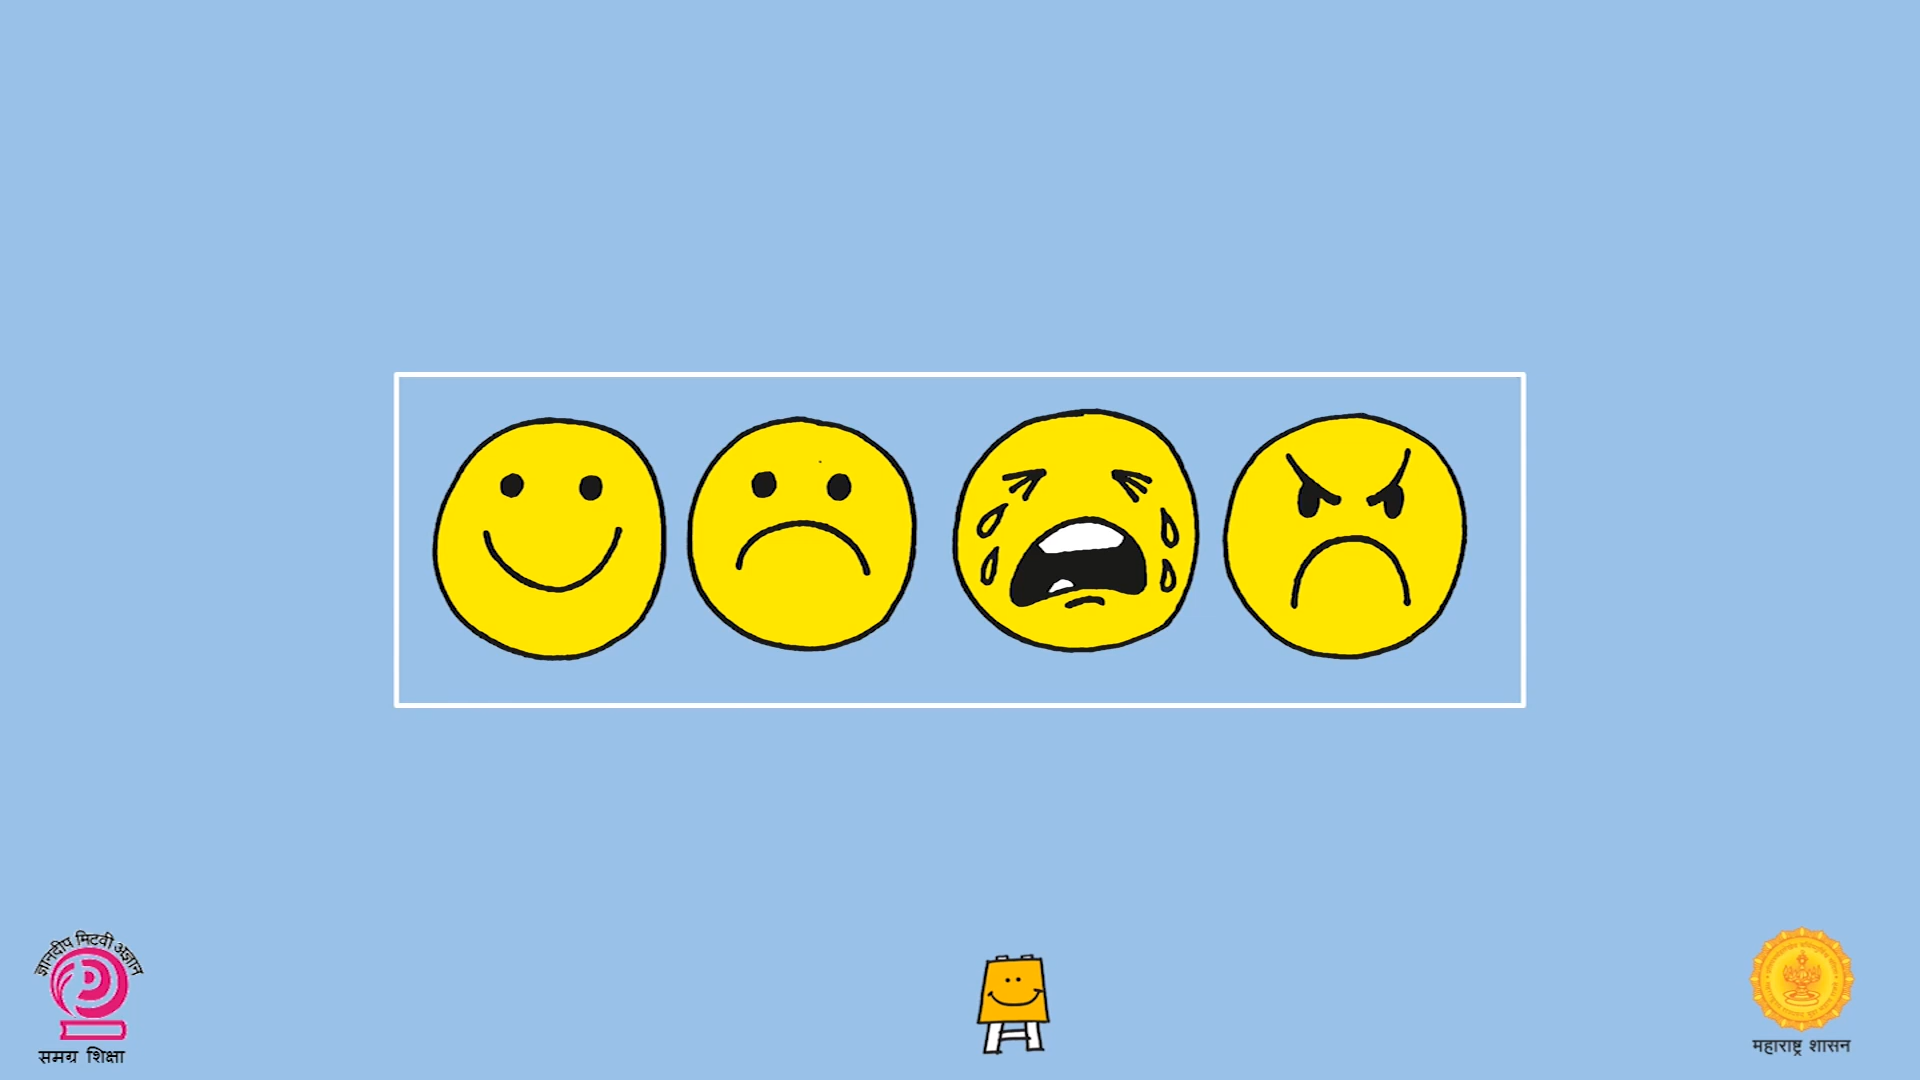 ज्ञानदीप मिटवी अज्ञान
समग्र शिक्षा
महाराष्ट्र शासन